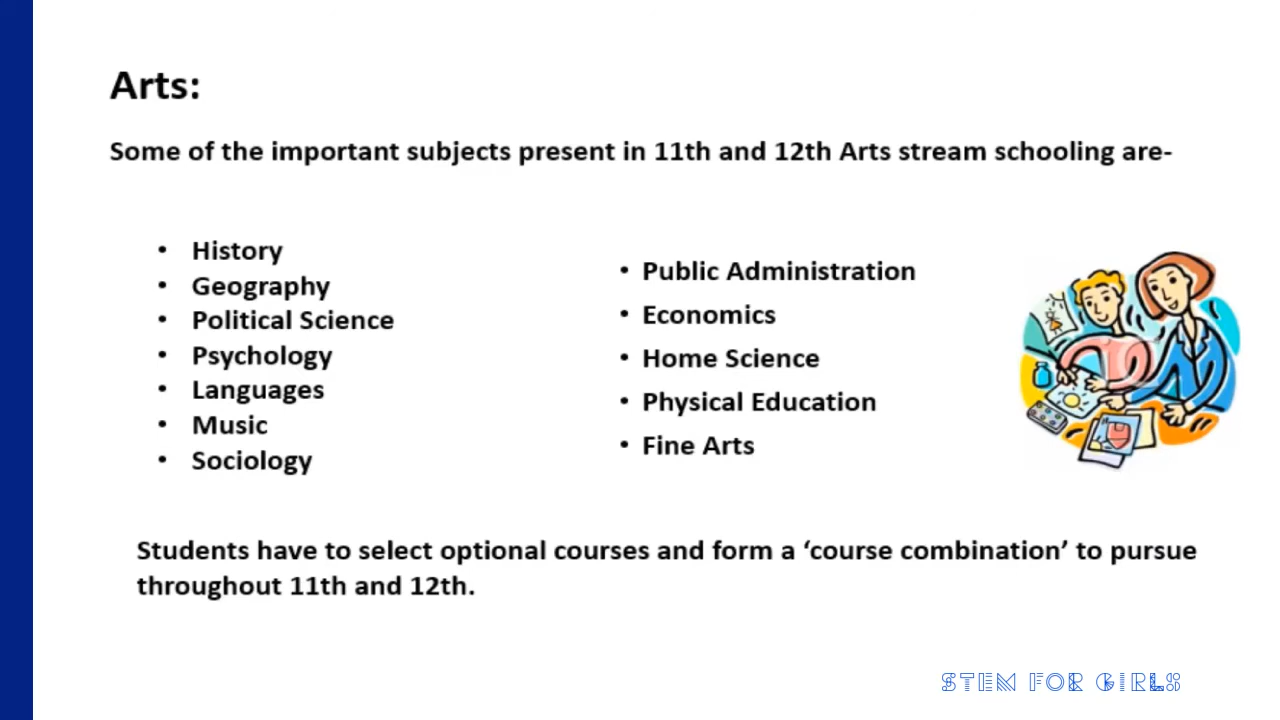 Arts:
Some of the important subjects present in 11th and 12th Arts stream schooling are-
• History
• Geography
• Political Science
• Psychology
• Languages
• Music
• Sociology
• Public Administration
• Economics
• Home Science
• Physical Education
• Fine Arts
Students have to select optional courses and form a ‘course combination’ to pursue
throughout 11th and 12th.
STEM FOR GIRLS